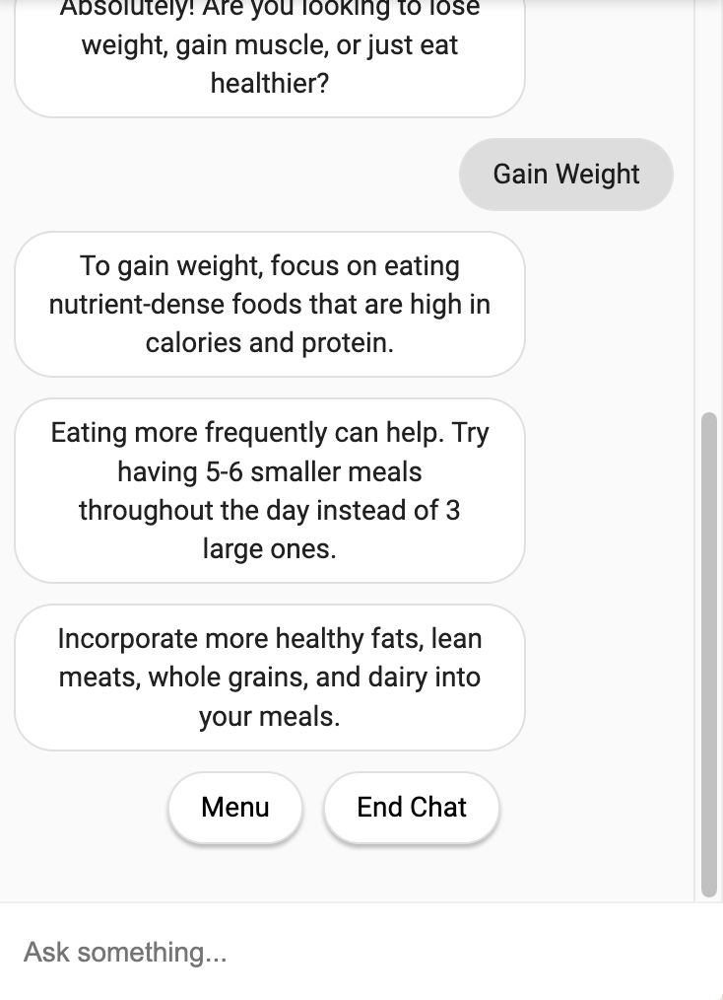 Absolutely! Are you looking to lose
weight, gain muscle, or just eat
healthier?
Gain Weight
To gain weight, focus on eating
nutrient-dense foods that are high in
calories and protein.
Eating more frequently can help. Try
having 5-6 smaller meals
throughout the day instead of 3
large ones.
Incorporate more healthy fats, lean
meats, whole grains, and dairy into
your meals.
Menu
End Chat
Ask something...